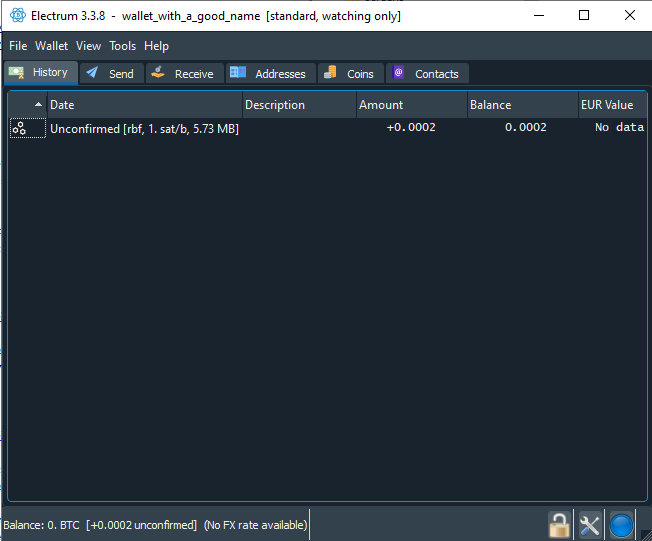 Electrum 3.3.8 - wallet_with_a_good_name [standard, watching only]
File Wallet View Tools Help
History Send Receive Addresses Coins Contacts
Date Description Amount Balance EUR Value
Unconfirmed [rbf, 1. sat/b, 5.73 MB] +0.0002 0.0002 No data
Balance: 0. BTC [+0.0002 unconfirmed] (No FX rate available)